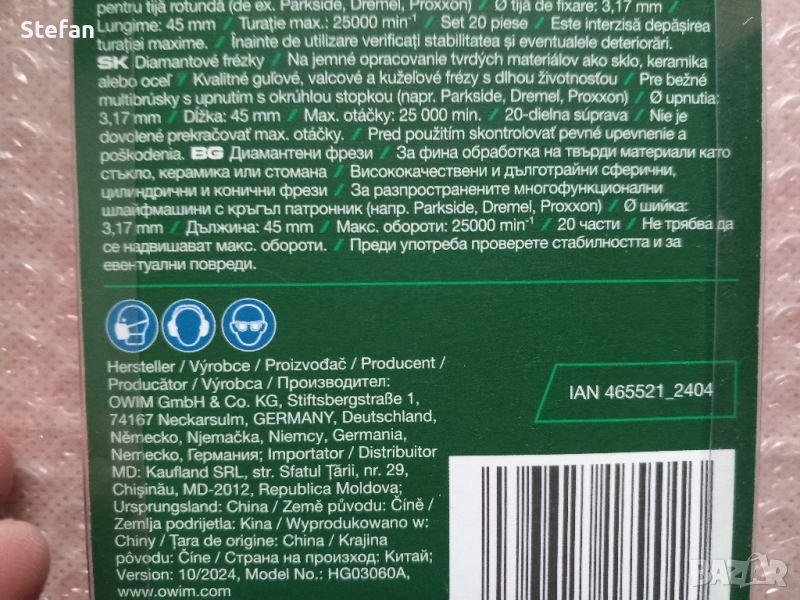 Stefan
pentru tijă rotundă (de ex. Parkside, Dremel, Proxxon) / Ø tijă de fixare: 3,17 mm /
Lungime: 45 mm / Turație max.: 25000 min⁻¹ / Set 20 piese / Este interzisă depășirea
turației maxime. / Înainte de utilizare verificați stabilitatea și eventualele deteriorări.
SK Diamantové frézky / Na jemné opracovanie tvrdých materiálov ako sklo, keramika
alebo oceľ / Kvalitné guľové, valcové a kužeľové frézy s dlhou životnosťou / Pre bežné
multibrúsky s upnutím s okrúhlou stopkou (napr. Parkside, Dremel, Proxxon) / Ø upnutia:
3,17 mm / Dĺžka: 45 mm / Max. otáčky: 25 000 min. / 20-dielna súprava / Nie je
dovolené prekračovať max. otáčky. / Pred použitím skontrolovať pevné upevnenie a
poškodenia. BG Диамантени фрези / За фина обработка на твърди материали като
стъкло, керамика или стомана / Висококачествени и дълготрайни сферични,
цилиндрични и конични фрези / За разпространените многофункционални
шлайфмашини с кръгъл патронник (напр. Parkside, Dremel, Proxxon) / Ø шийка:
3,17 mm / Дължина: 45 mm / Макс. обороти: 25000 min⁻¹ / 20 части / Не трябва да
се надвишават макс. обороти. / Преди употреба проверете стабилността и за
евентуални повреди.
Hersteller / Výrobce / Proizvođač / Producent /
Producător / Výrobca / Производител:
OWIM GmbH & Co. KG, Stiftsbergstraße 1,
74167 Neckarsulm, GERMANY, Deutschland,
Německo, Njemačka, Niemcy, Germania,
Nemecko, Германия; Importator / Distribuitor
MD: Kaufland SRL, str. Sfatul Țării, nr. 29,
Chișinău, MD-2012, Republica Moldova;
Ursprungsland: China / Země původu: Číně /
Zemlja podrijetla: Kina / Wyprodukowano w:
Chiny / Țara de origine: China / Krajina
pôvodu: Číne / Страна на произход: Китай;
Version: 10/2024, Model No.: HG03060A,
www.owim.com
IAN 465521_2404
BAZAR